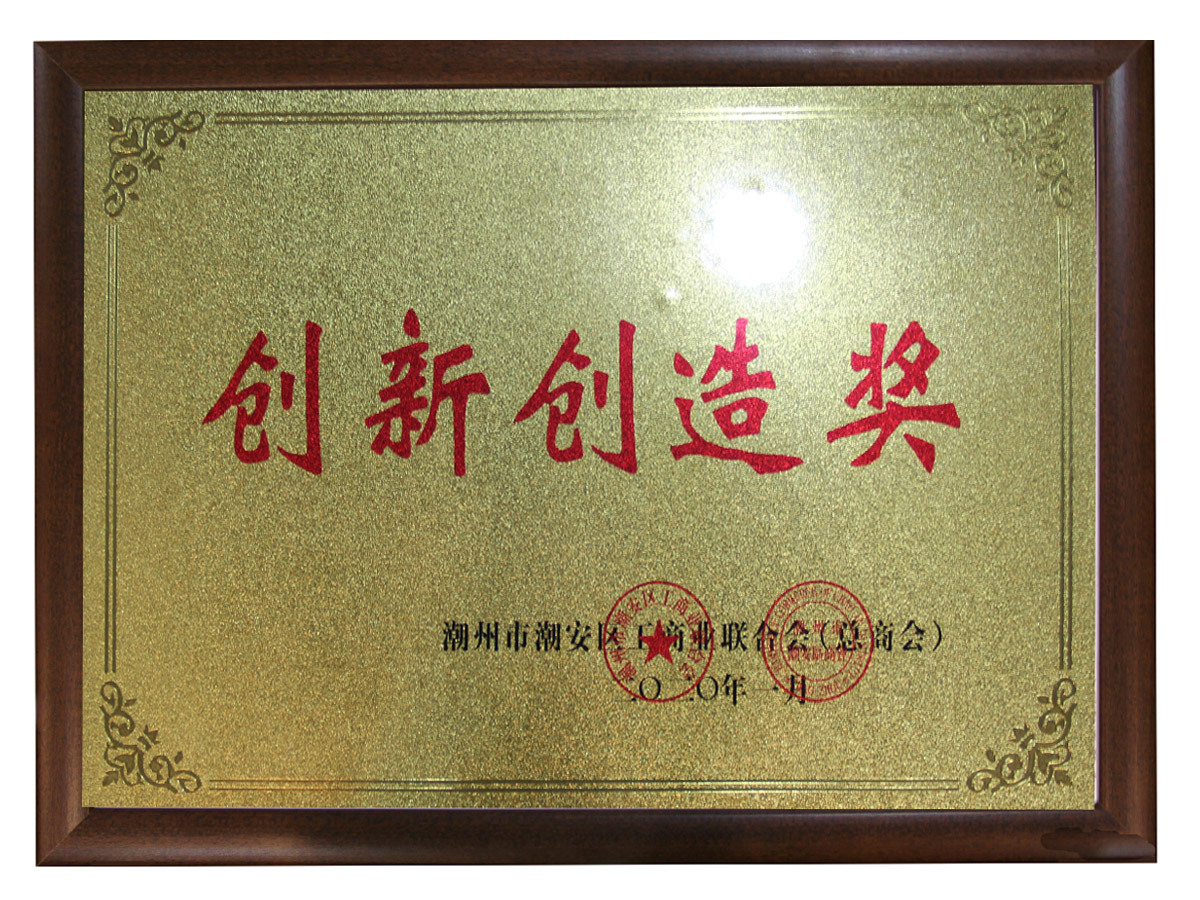 创新创造奖
潮州市潮安区工商业联合会(总商会)
二〇二〇年一月